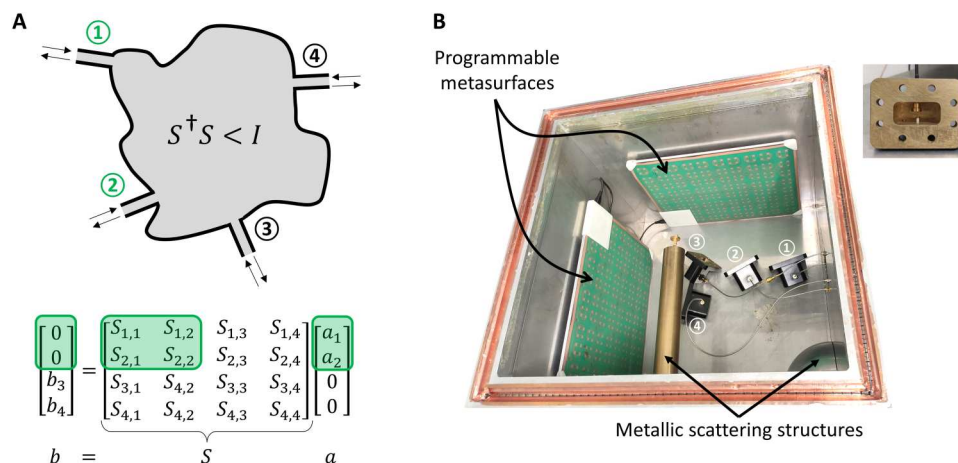 A
①
④
S†S < I
②
③
[0 0 b₃ b₄] = [S₁,₁ S₁,₂ S₁,₃ S₁,₄
S₂,₁ S₂,₂ S₂,₃ S₂,₄
S₃,₁ S₄,₂ S₃,₃ S₃,₄
S₄,₁ S₄,₂ S₄,₃ S₄,₄] [a₁ a₂ 0 0]
b = S a
B
Programmable
metasurfaces
③
②
①
④
Metallic scattering structures